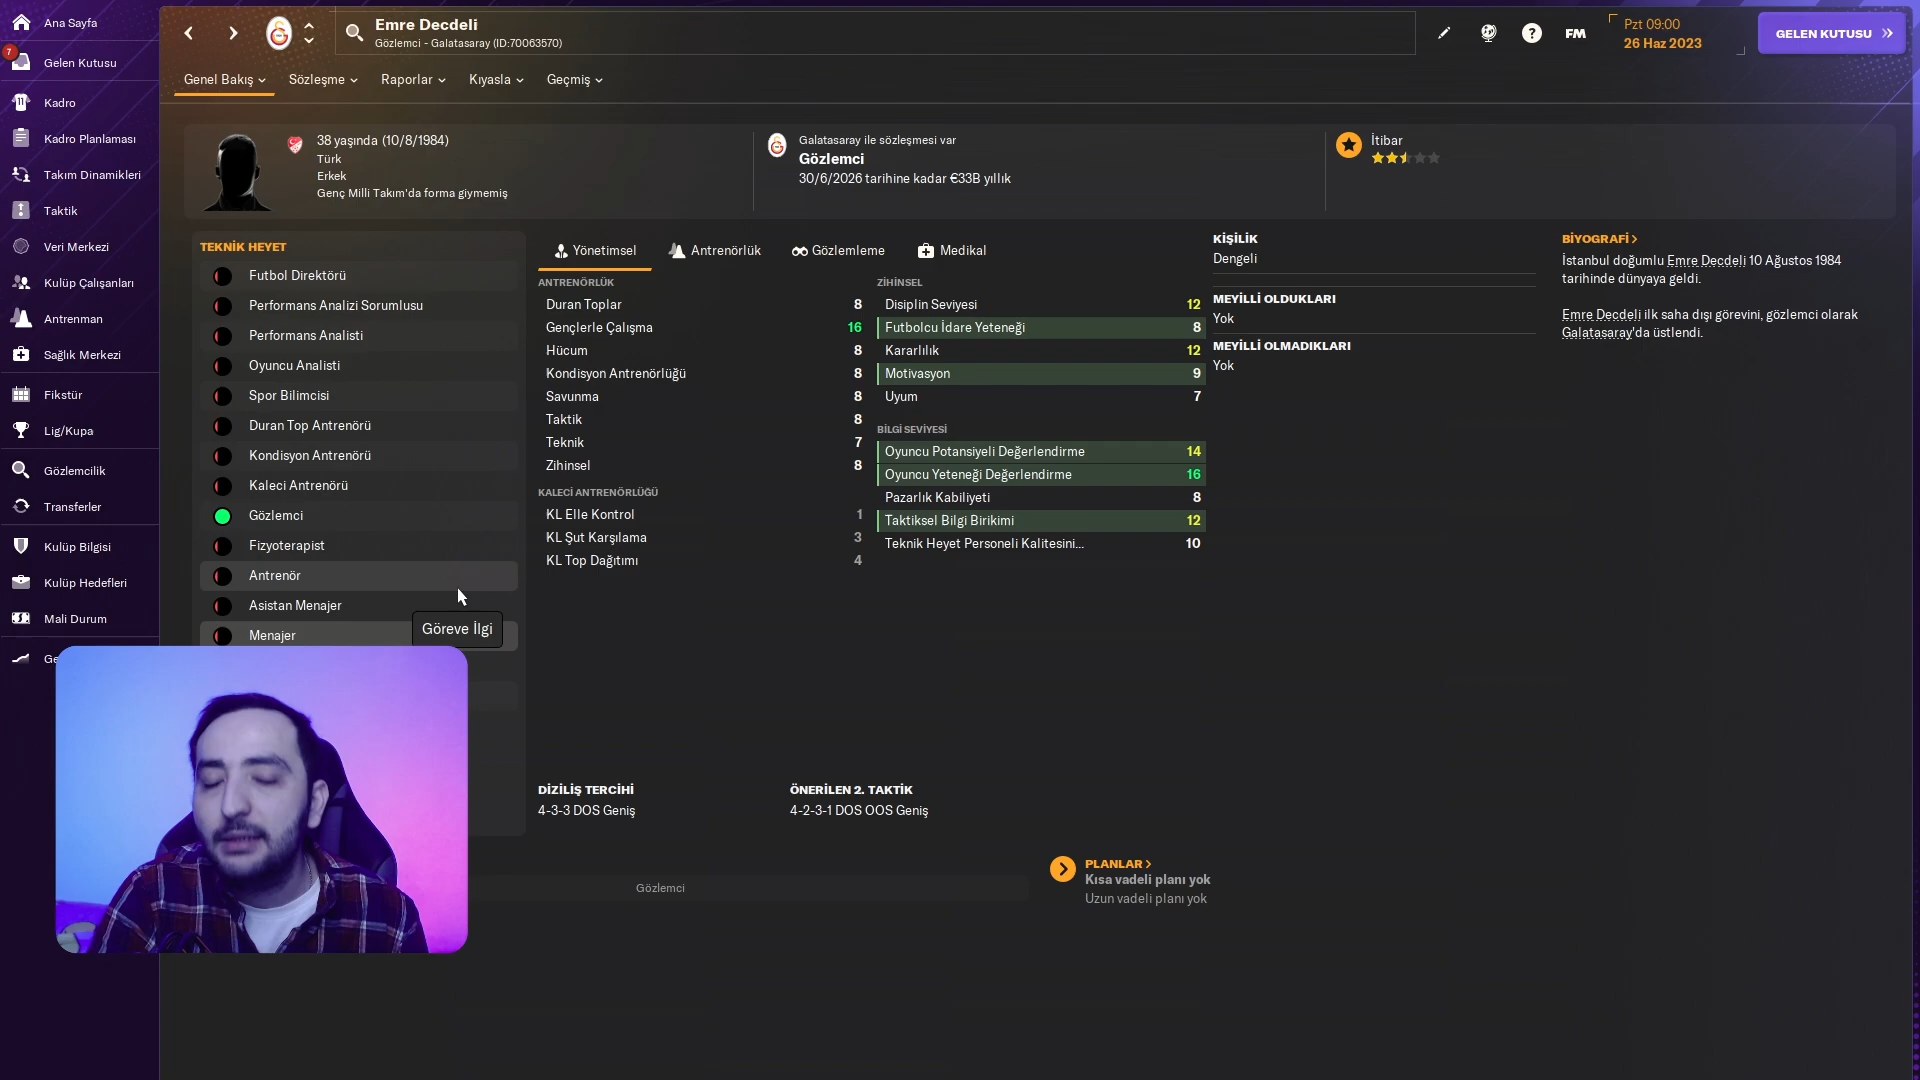 Ana Sayfa
7
Gelen Kutusu
Kadro
Kadro Planlaması
Takım Dinamikleri
Taktik
Veri Merkezi
Kulüp Çalışanları
Antrenman
Sağlık Merkezi
Fikstür
Lig/Kupa
Gözlemcilik
Transferler
Kulüp Bilgisi
Kulüp Hedefleri
Mali Durum
Ge
Emre Decdeli
Gözlemci - Galatasaray (ID:70063570)
?
FM
Pzt 09:00
26 Haz 2023
GELEN KUTUSU
Genel Bakış
Sözleşme
Raporlar
Kıyasla
Geçmiş
38 yaşında (10/8/1984)
Türk
Erkek
Genç Milli Takım'da forma giymemiş
Galatasaray ile sözleşmesi var
Gözlemci
30/6/2026 tarihine kadar €33B yıllık
İtibar
TEKNİK HEYET
Futbol Direktörü
Performans Analizi Sorumlusu
Performans Analisti
Oyuncu Analisti
Spor Bilimcisi
Duran Top Antrenörü
Kondisyon Antrenörü
Kaleci Antrenörü
Gözlemci
Fizyoterapist
Antrenör
Asistan Menajer
Menajer
Göreve İlgi
Yönetimsel
Antrenörlük
Gözlemleme
Medikal
ANTRENÖRLÜK
Duran Toplar 8
Gençlerle Çalışma 16
Hücum 8
Kondisyon Antrenörlüğü 8
Savunma 8
Taktik 8
Teknik 7
Zihinsel 8
KALECİ ANTRENÖRLÜĞÜ
KL Elle Kontrol 1
KL Şut Karşılama 3
KL Top Dağıtımı 4
ZİHİNSEL
Disiplin Seviyesi 12
Futbolcu İdare Yeteneği 8
Kararlılık 12
Motivasyon 9
Uyum 7
BİLGİ SEVİYESİ
Oyuncu Potansiyeli Değerlendirme 14
Oyuncu Yeteneği Değerlendirme 16
Pazarlık Kabiliyeti 8
Taktiksel Bilgi Birikimi 12
Teknik Heyet Personeli Kalitesini... 10
KİŞİLİK
Dengeli
MEYİLLİ OLDUKLARI
Yok
MEYİLLİ OLMADIKLARI
Yok
BİYOGRAFİ >
İstanbul doğumlu Emre Decdeli 10 Ağustos 1984
tarihinde dünyaya geldi.
Emre Decdeli ilk saha dışı görevini, gözlemci olarak
Galatasaray'da üstlendi.
DİZİLİŞ TERCİHİ
4-3-3 DOS Geniş
ÖNERİLEN 2. TAKTİK
4-2-3-1 DOS OOS Geniş
Gözlemci
PLANLAR >
Kısa vadeli planı yok
Uzun vadeli planı yok